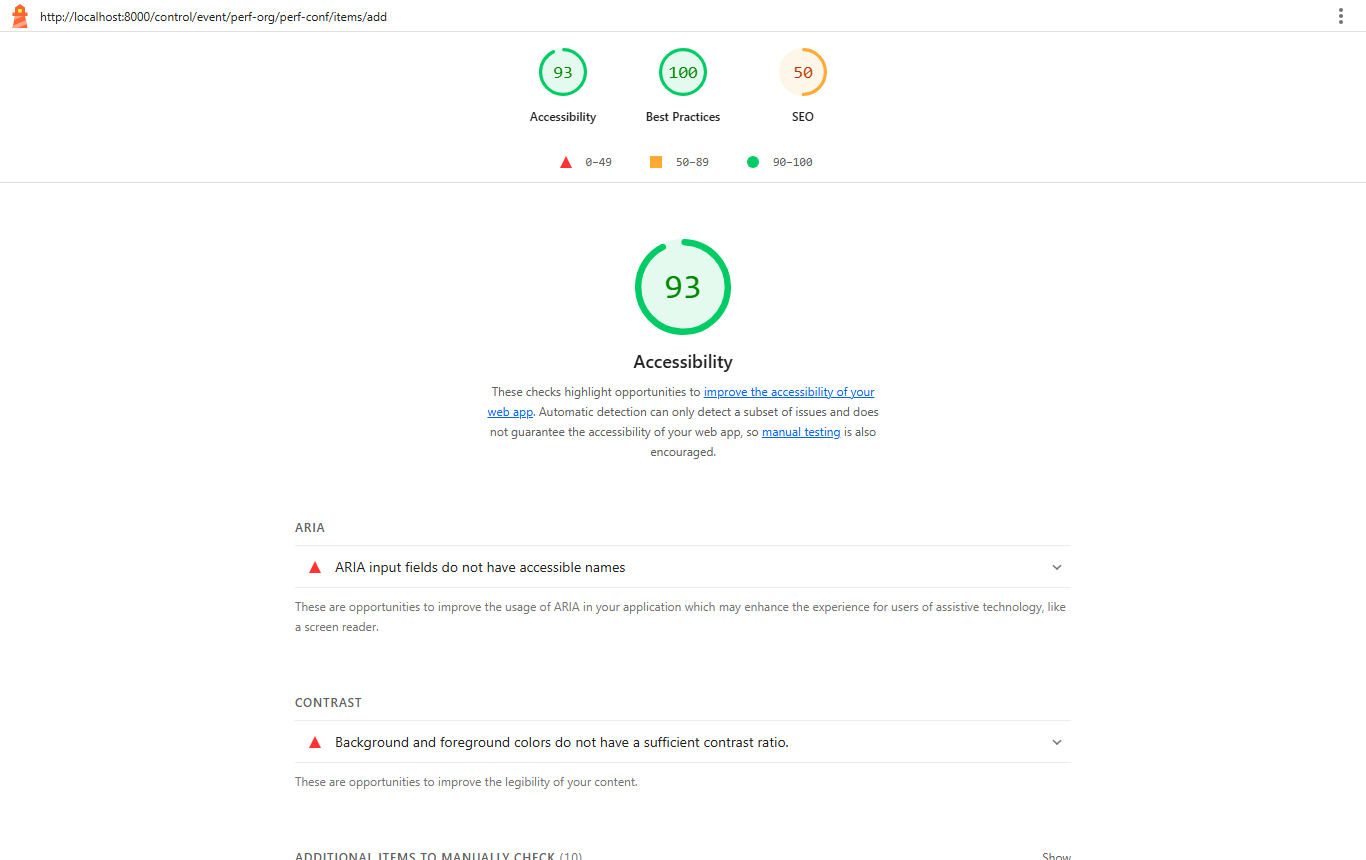 http://localhost:8000/control/event/perf-org/perf-conf/items/add
93
100
50
Accessibility
Best Practices
SEO
0–49
50–89
90–100
93
Accessibility
These checks highlight opportunities to improve the accessibility of your
web app. Automatic detection can only detect a subset of issues and does
not guarantee the accessibility of your web app, so manual testing is also
encouraged.
ARIA
ARIA input fields do not have accessible names
These are opportunities to improve the usage of ARIA in your application which may enhance the experience for users of assistive technology, like
a screen reader.
CONTRAST
Background and foreground colors do not have a sufficient contrast ratio.
These are opportunities to improve the legibility of your content.
ADDITIONAL ITEMS TO MANUALLY CHECK (10)
Show